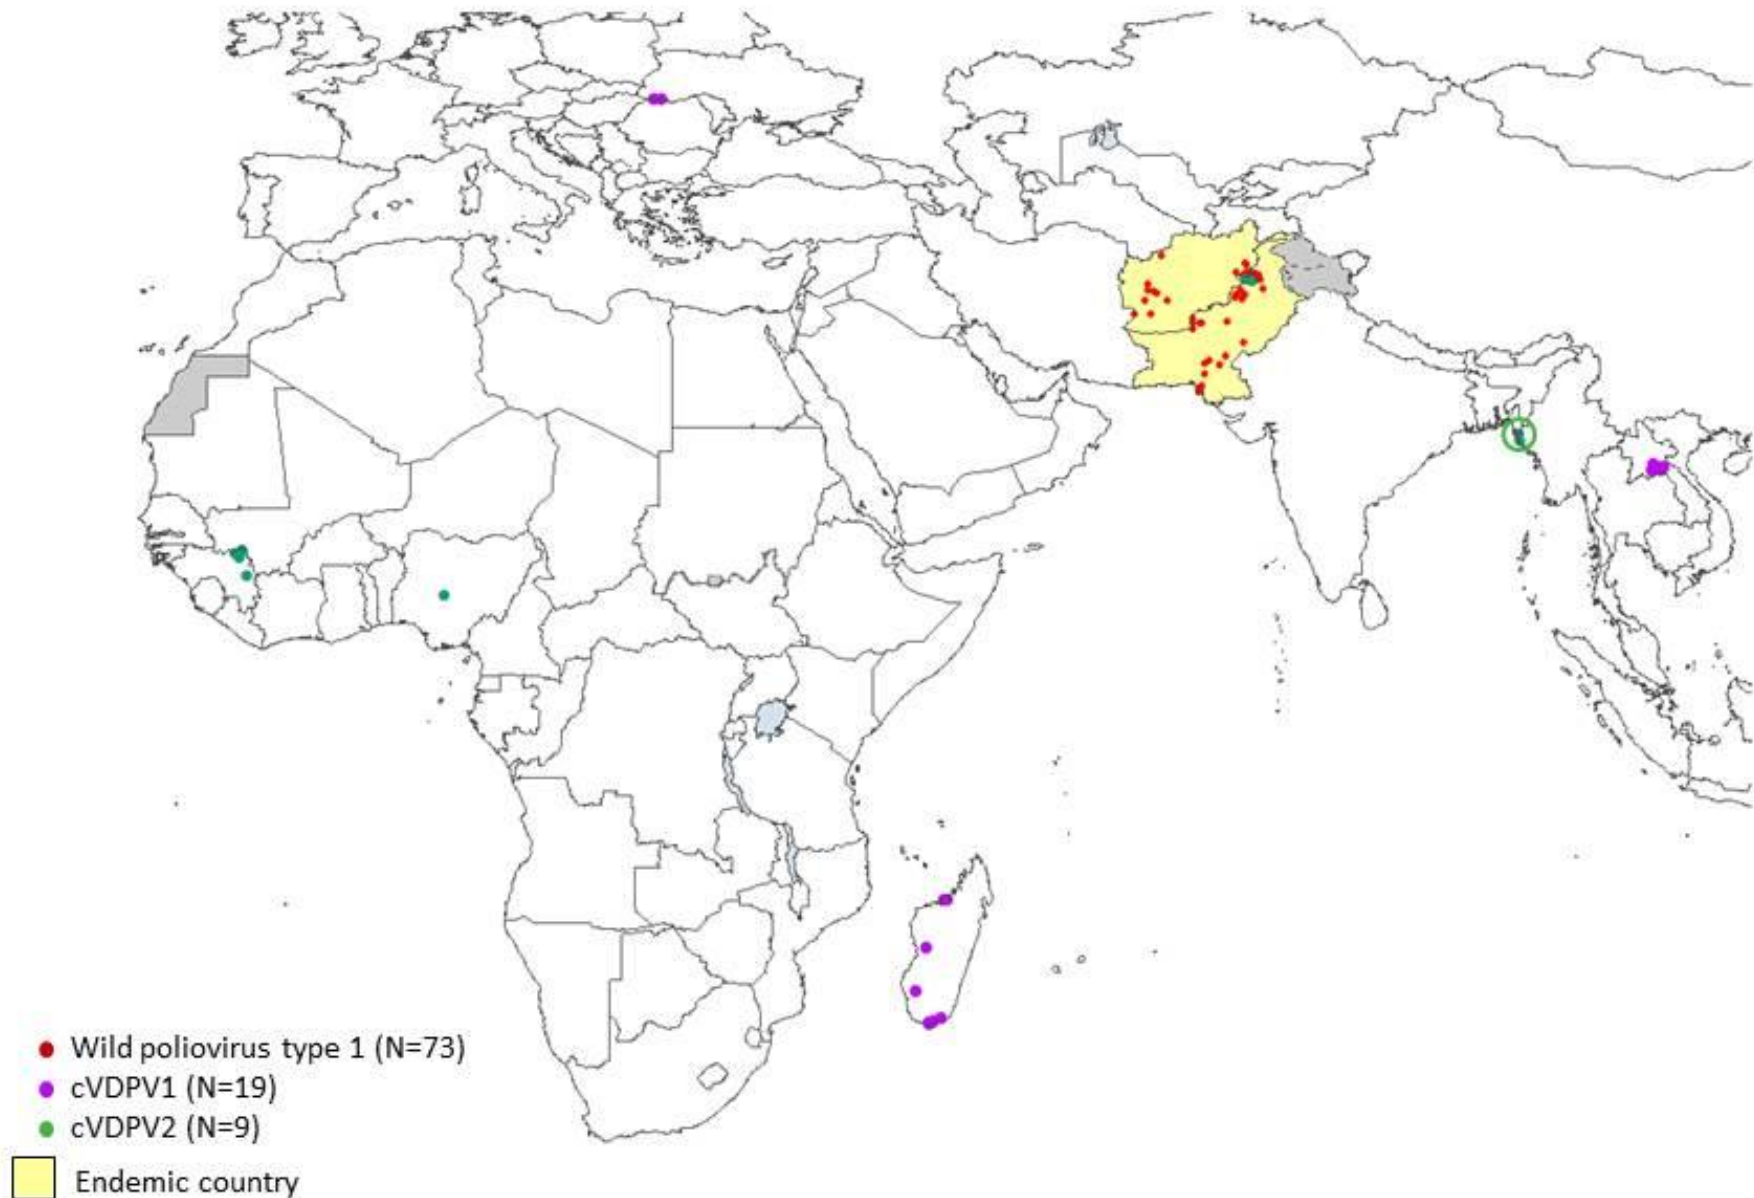 Wild poliovirus type 1 (N=73)
cVDPV1 (N=19)
cVDPV2 (N=9)
Endemic country